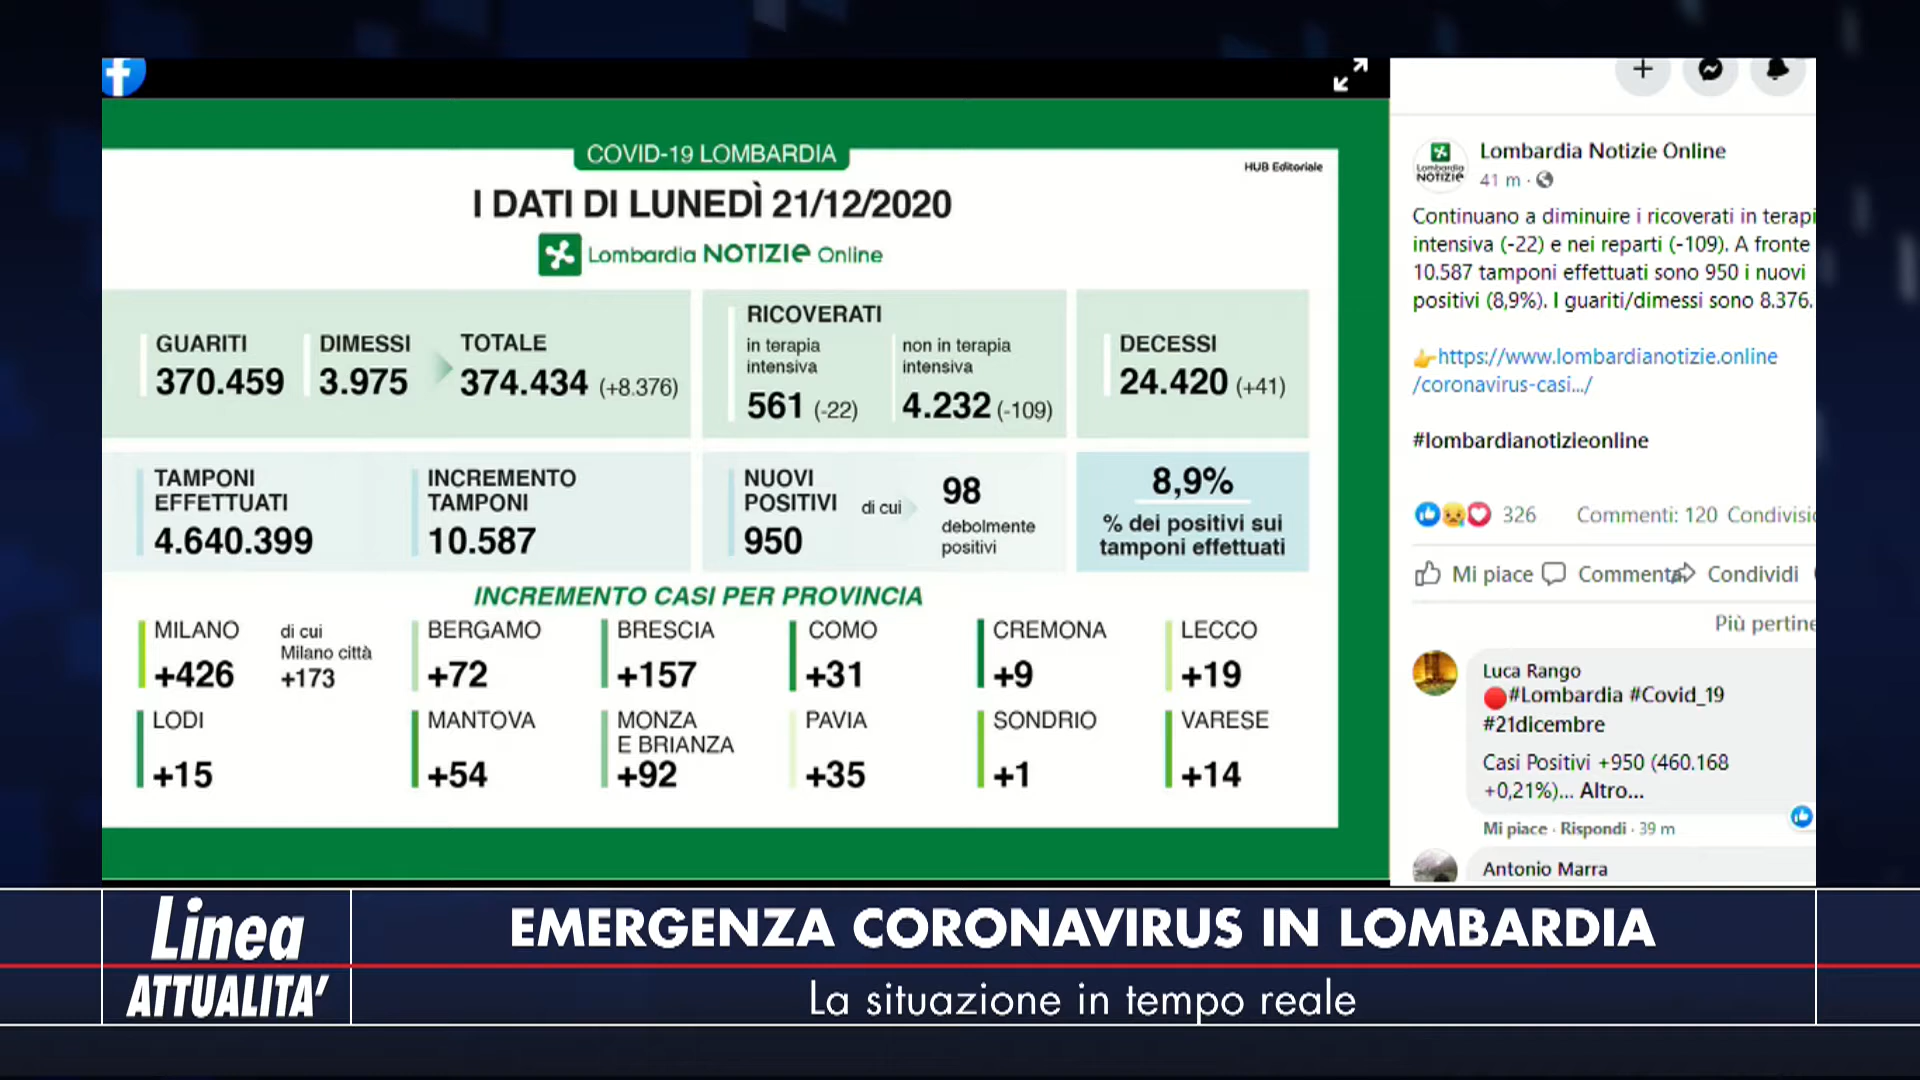 COVID-19 LOMBARDIA
HUB Editoriale
I DATI DI LUNEDÌ 21/12/2020
Lombardia NOTIZIE Online
GUARITI
370.459
DIMESSI
3.975
TOTALE
374.434 (+8.376)
RICOVERATI
in terapia
intensiva
561 (-22)
non in terapia
intensiva
4.232 (-109)
DECESSI
24.420 (+41)
TAMPONI
EFFETTUATI
4.640.399
INCREMENTO
TAMPONI
10.587
NUOVI
POSITIVI
950
di cui
98
debolmente
positivi
8,9%
% dei positivi sui
tamponi effettuati
INCREMENTO CASI PER PROVINCIA
MILANO
+426
di cui
Milano città
+173
BERGAMO
+72
BRESCIA
+157
COMO
+31
CREMONA
+9
LECCO
+19
LODI
+15
MANTOVA
+54
MONZA
E BRIANZA
+92
PAVIA
+35
SONDRIO
+1
VARESE
+14
Lombardia
NOTIZIE
Lombardia Notizie Online
41 m ·
Continuano a diminuire i ricoverati in terapi
intensiva (-22) e nei reparti (-109). A fronte
10.587 tamponi effettuati sono 950 i nuovi
positivi (8,9%). I guariti/dimessi sono 8.376.
👉https://www.lombardianotizie.online
/coronavirus-casi.../
#lombardianotizieonline
326 Commenti: 120 Condivisio
Mi piace Commenta Condividi
Più pertine
Luca Rango
🔴#Lombardia #Covid_19
#21dicembre
Casi Positivi +950 (460.168
+0,21%)... Altro...
Mi piace · Rispondi · 39 m
Antonio Marra
Linea
ATTUALITA'
EMERGENZA CORONAVIRUS IN LOMBARDIA
La situazione in tempo reale